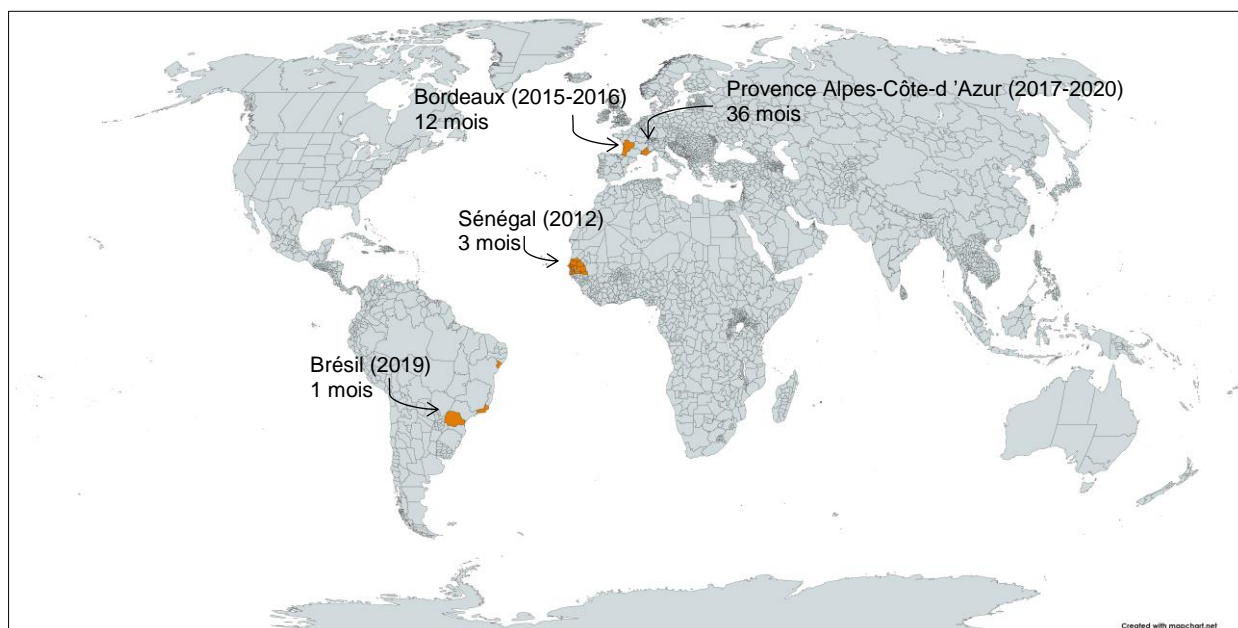 Bordeaux (2015-2016)
12 mois
Provence Alpes-Côte-d ’Azur (2017-2020)
36 mois
Sénégal (2012)
3 mois
Brésil (2019)
1 mois
Created with mapchart.net